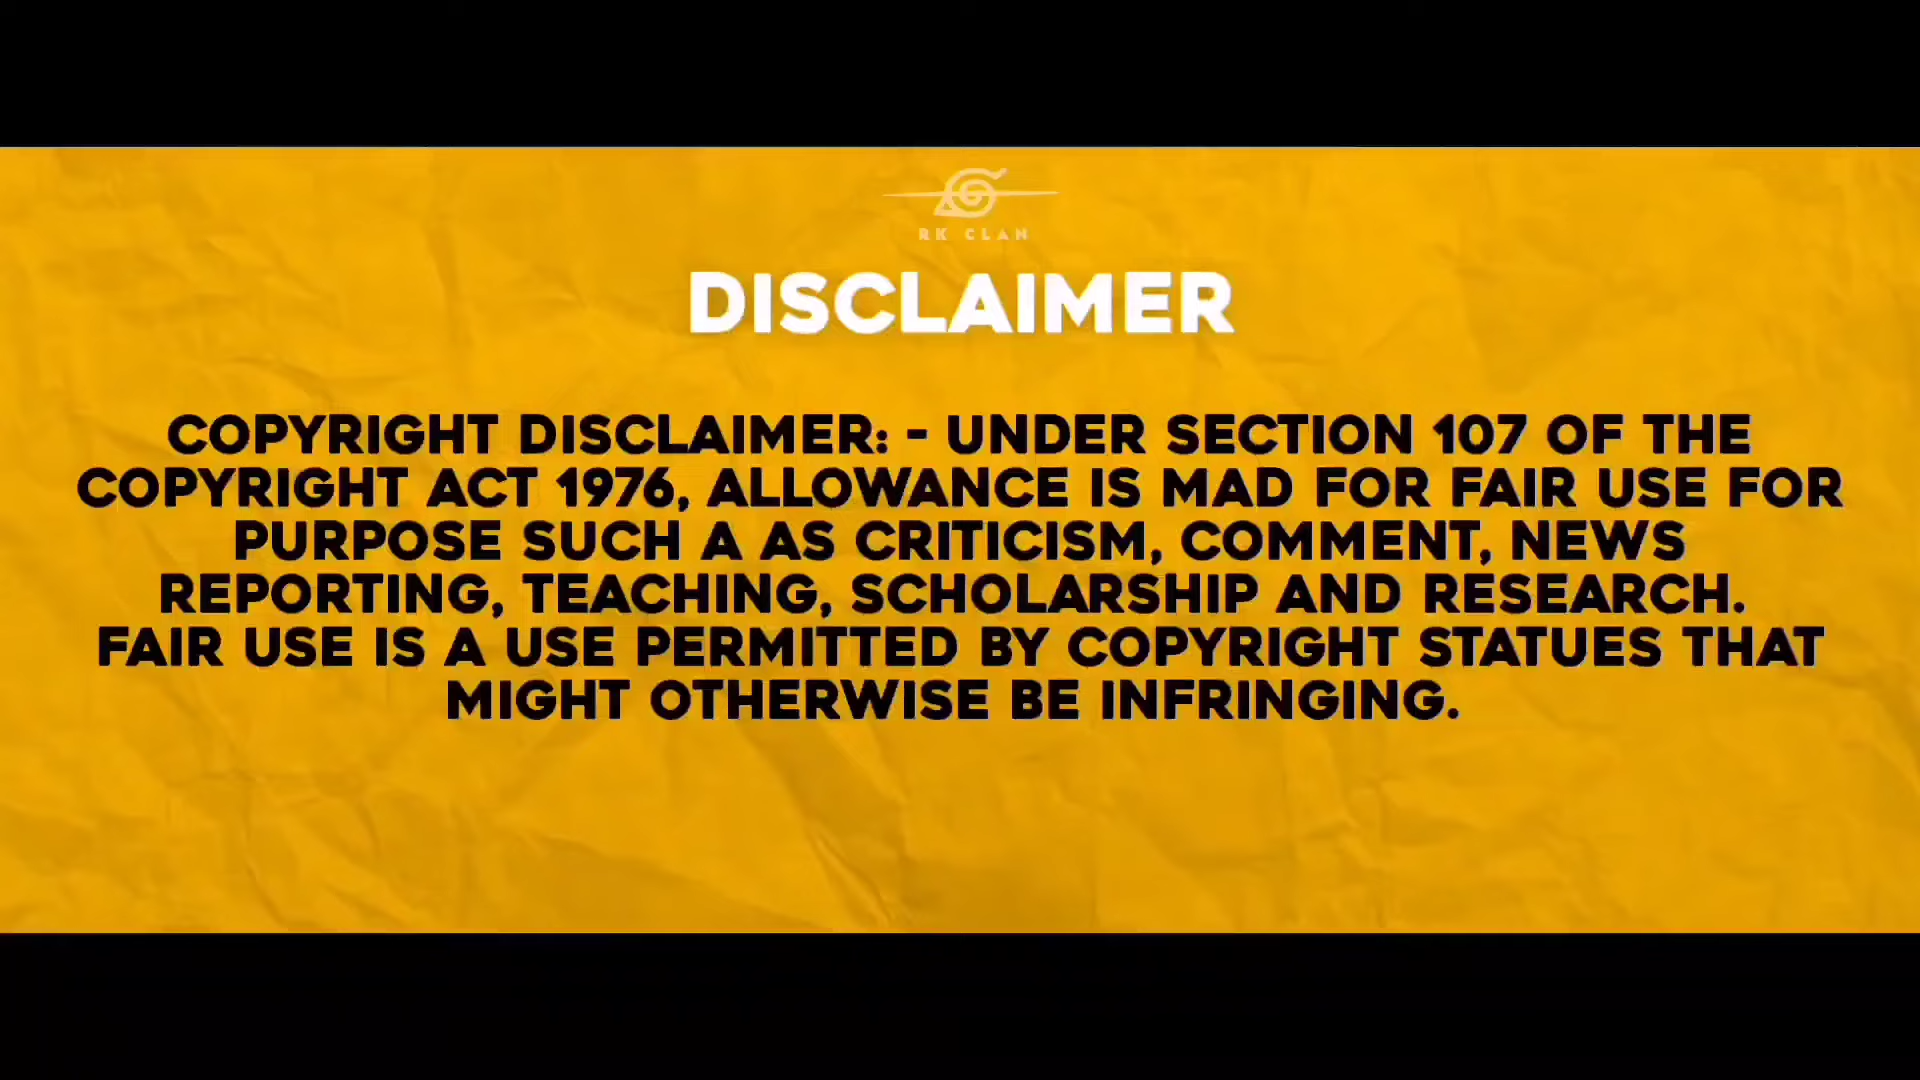 RK CLAN
DISCLAIMER
COPYRIGHT DISCLAIMER: - UNDER SECTION 107 OF THE
COPYRIGHT ACT 1976, ALLOWANCE IS MAD FOR FAIR USE FOR
PURPOSE SUCH A AS CRITICISM, COMMENT, NEWS
REPORTING, TEACHING, SCHOLARSHIP AND RESEARCH.
FAIR USE IS A USE PERMITTED BY COPYRIGHT STATUES THAT
MIGHT OTHERWISE BE INFRINGING.